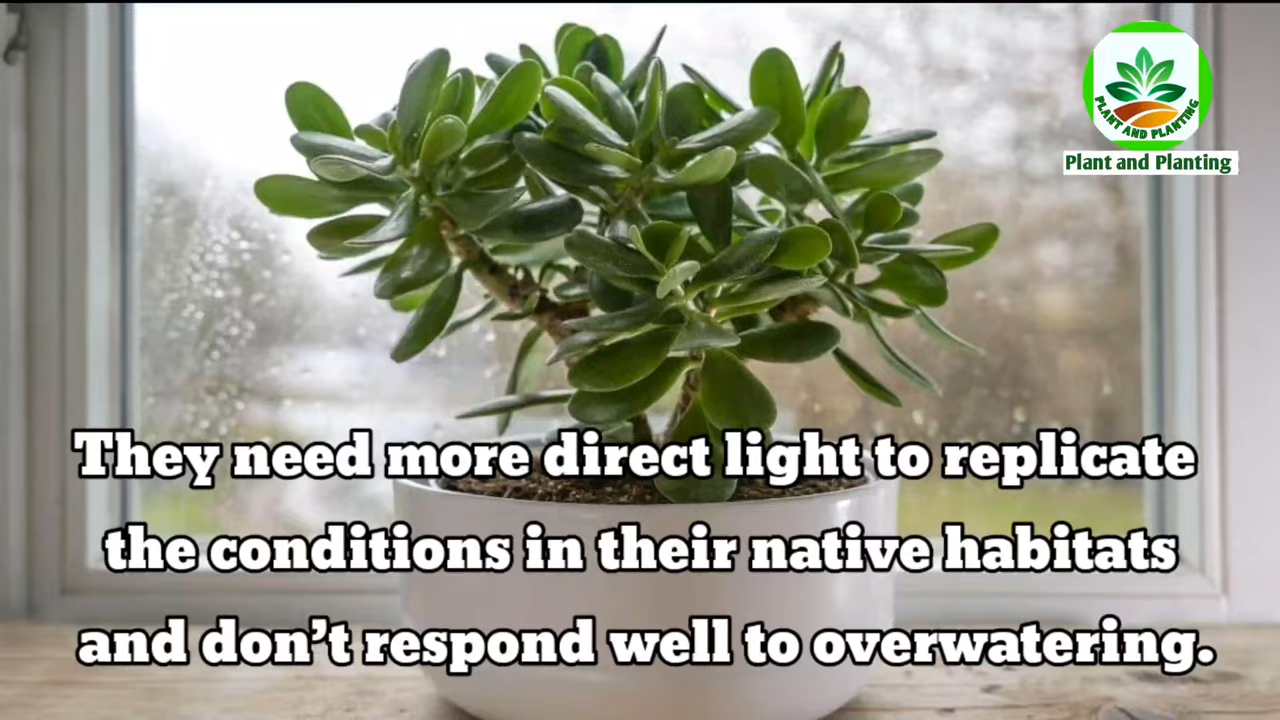 PLANT AND PLANTING
Plant and Planting
They need more direct light to replicate
the conditions in their native habitats
and don’t respond well to overwatering.